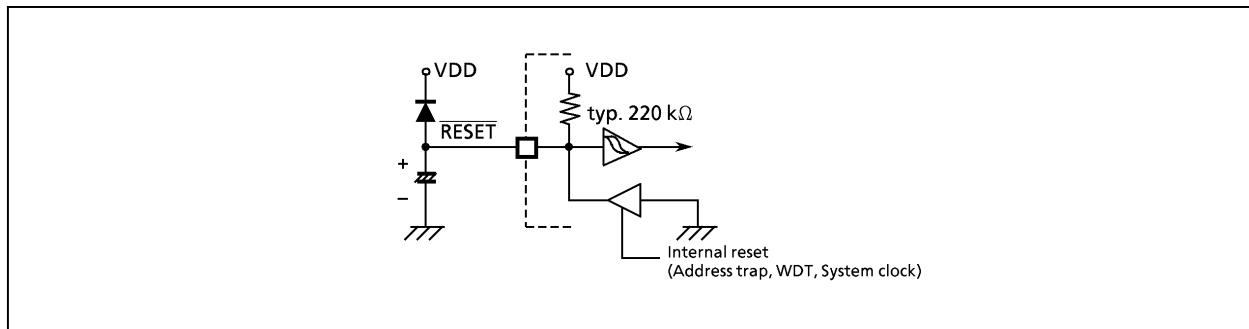 VDD
VDD
typ. 220 kΩ
RESET
+
−
Internal reset
(Address trap, WDT, System clock)